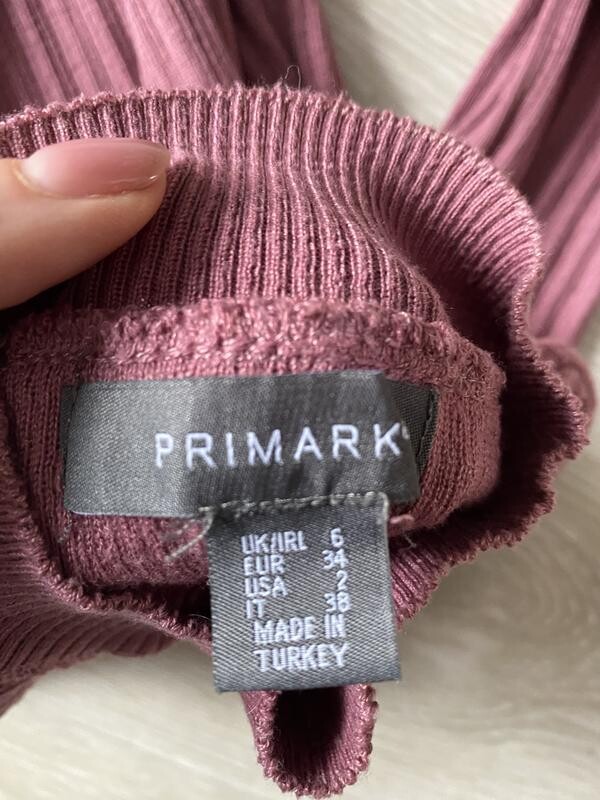 PRIMARK
UK/IRL 6
EUR 34
USA 2
IT 38
MADE IN
TURKEY